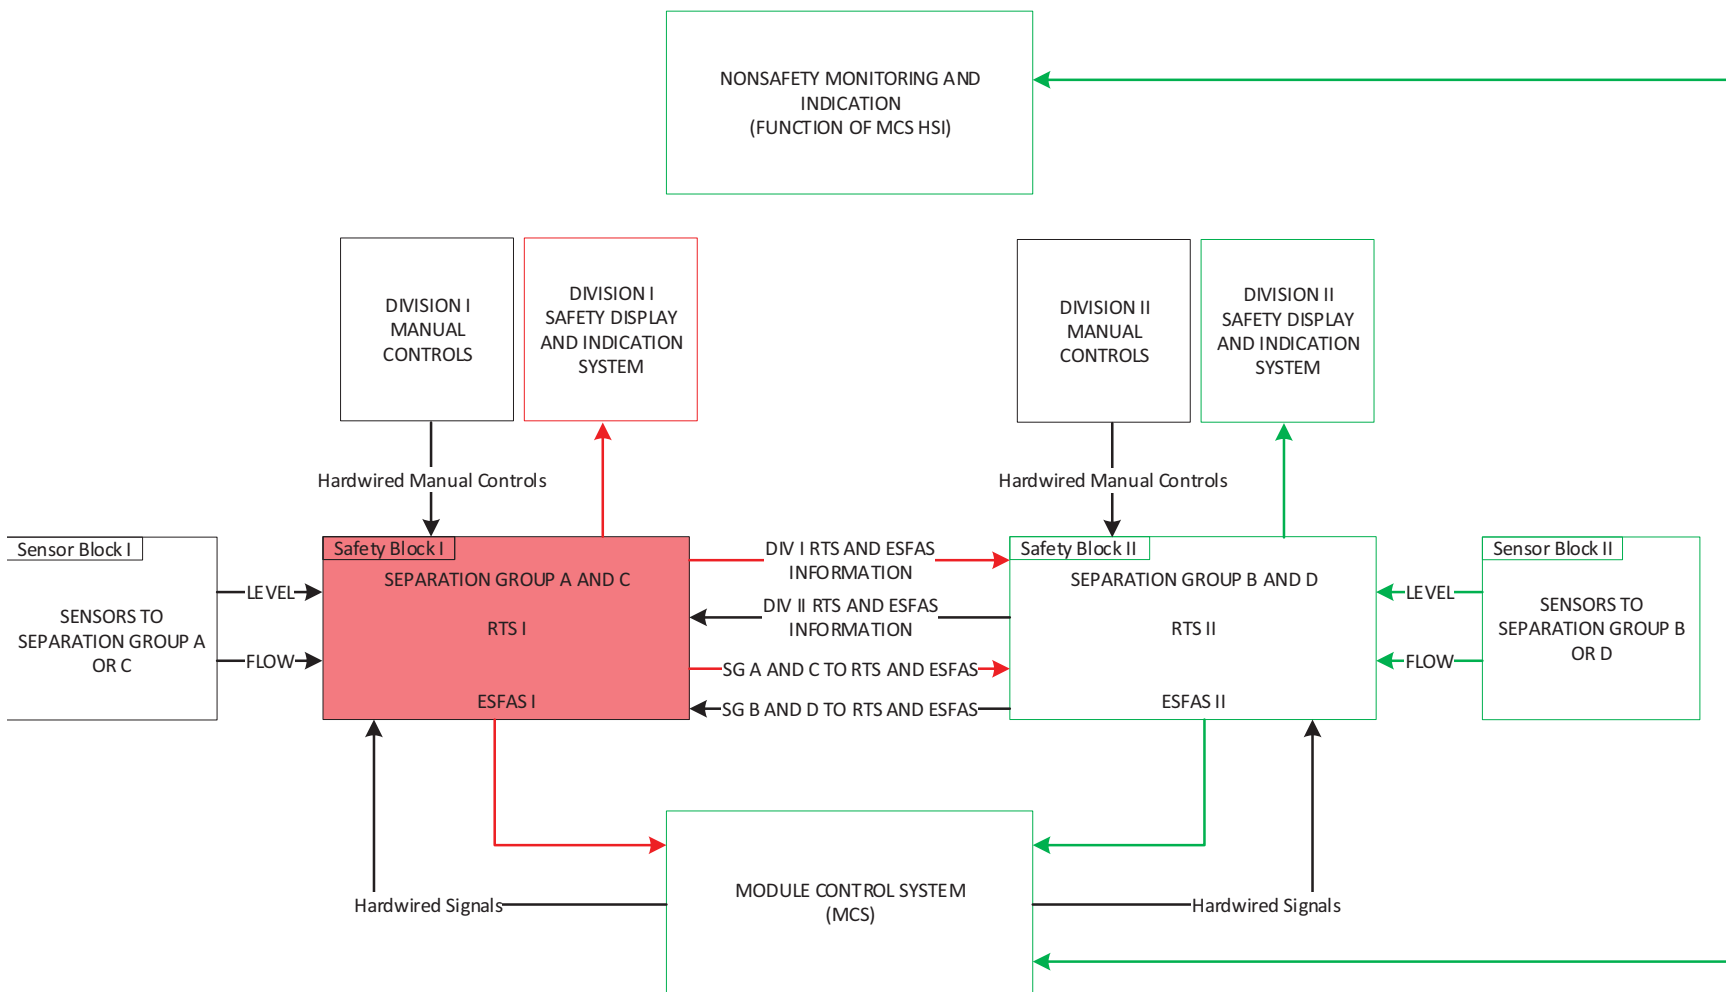 NONSAFETY MONITORING AND
INDICATION
(FUNCTION OF MCS HSI)
DIVISION I
MANUAL
CONTROLS
DIVISION I
SAFETY DISPLAY
AND INDICATION
SYSTEM
DIVISION II
MANUAL
CONTROLS
DIVISION II
SAFETY DISPLAY
AND INDICATION
SYSTEM
Hardwired Manual Controls
Hardwired Manual Controls
Sensor Block I
SENSORS TO
SEPARATION GROUP A
OR C
LEVEL
FLOW
Safety Block I
SEPARATION GROUP A AND C
RTS I
ESFAS I
DIV I RTS AND ESFAS
INFORMATION
DIV II RTS AND ESFAS
INFORMATION
SG A AND C TO RTS AND ESFAS
SG B AND D TO RTS AND ESFAS
Safety Block II
SEPARATION GROUP B AND D
RTS II
ESFAS II
LEVEL
FLOW
Sensor Block II
SENSORS TO
SEPARATION GROUP B
OR D
Hardwired Signals
MODULE CONTROL SYSTEM
(MCS)
Hardwired Signals